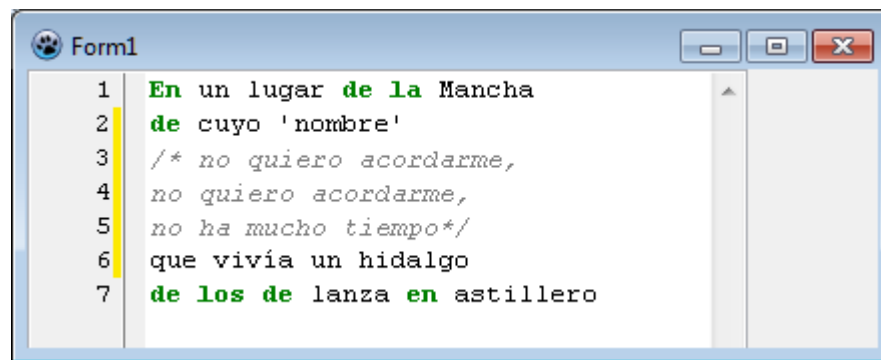 Form1
1 En un lugar de la Mancha
2 de cuyo 'nombre'
3 /* no quiero acordarme,
4 no quiero acordarme,
5 no ha mucho tiempo*/
6 que vivía un hidalgo
7 de los de lanza en astillero